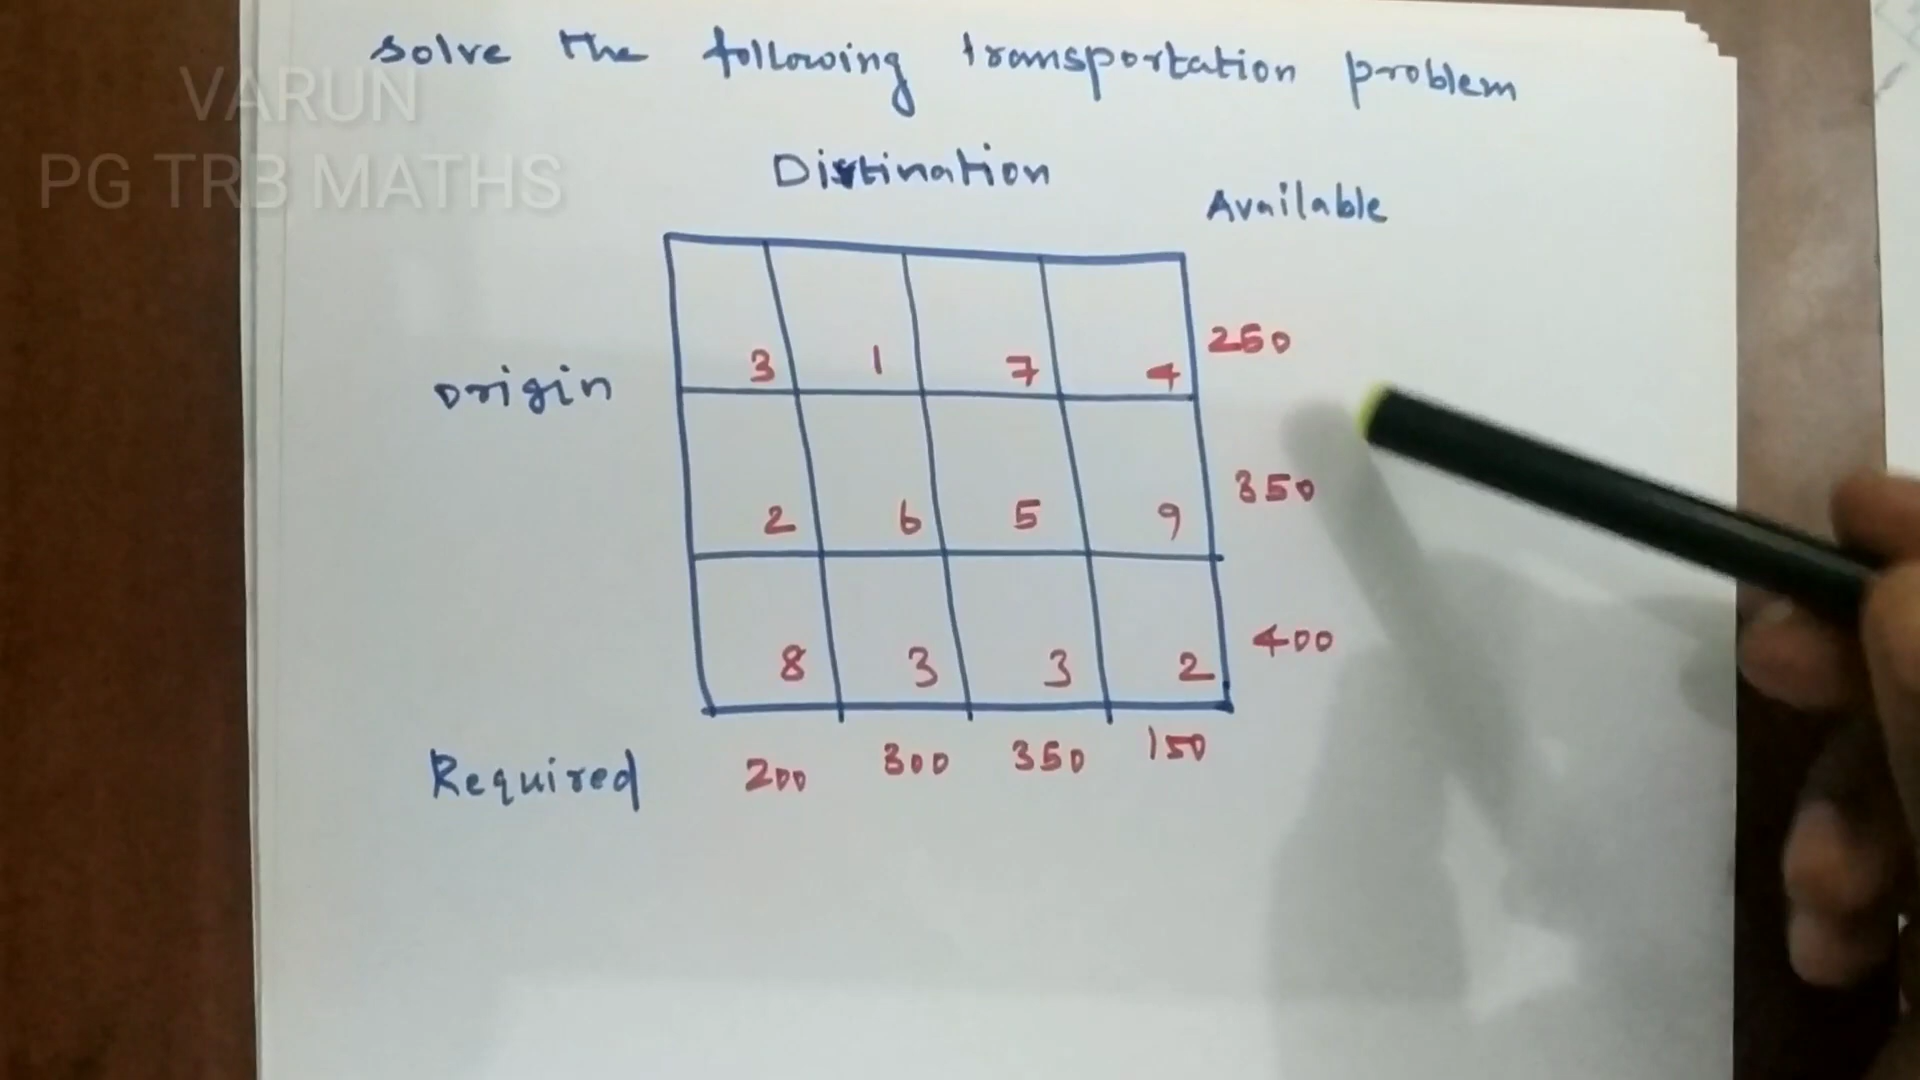 solve the following transportation problem
VARUN
PG TRB MATHS
Distination
Available
3 1 7 4 250
Origin
2 6 5 9 350
8 3 3 2 400
Required 200 300 350 150